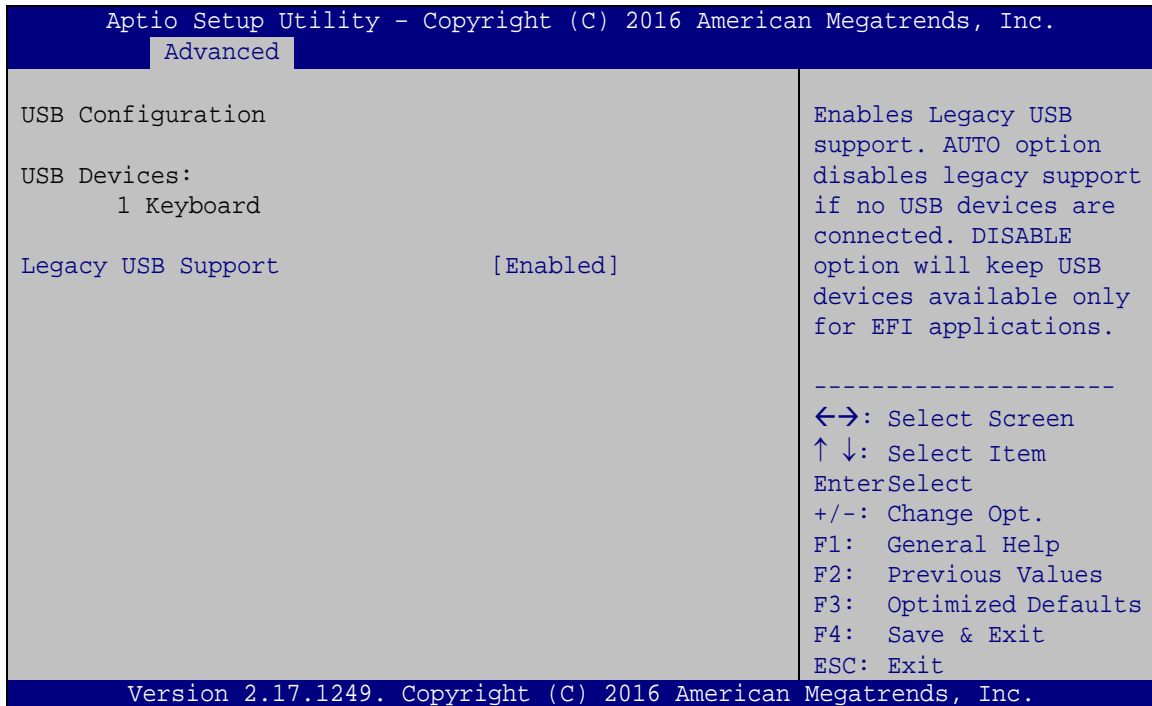 Aptio Setup Utility – Copyright (C) 2016 American Megatrends, Inc.
Advanced
USB Configuration
USB Devices:
1 Keyboard
Legacy USB Support [Enabled]
Enables Legacy USB
support. AUTO option
disables legacy support
if no USB devices are
connected. DISABLE
option will keep USB
devices available only
for EFI applications.
---------------------
←→: Select Screen
↑ ↓: Select Item
EnterSelect
+/-: Change Opt.
F1: General Help
F2: Previous Values
F3: Optimized Defaults
F4: Save & Exit
ESC: Exit
Version 2.17.1249. Copyright (C) 2016 American Megatrends, Inc.